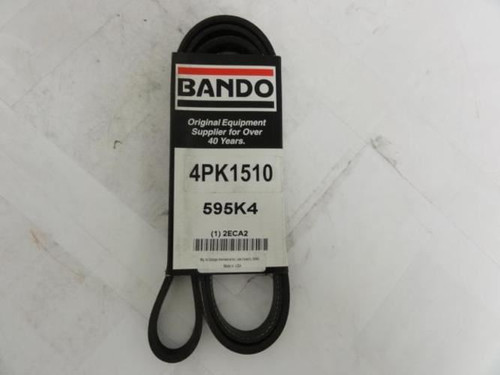 BANDO
Original Equipment
Supplier for Over
40 Years.
4PK1510
595K4
(1) 2ECA2